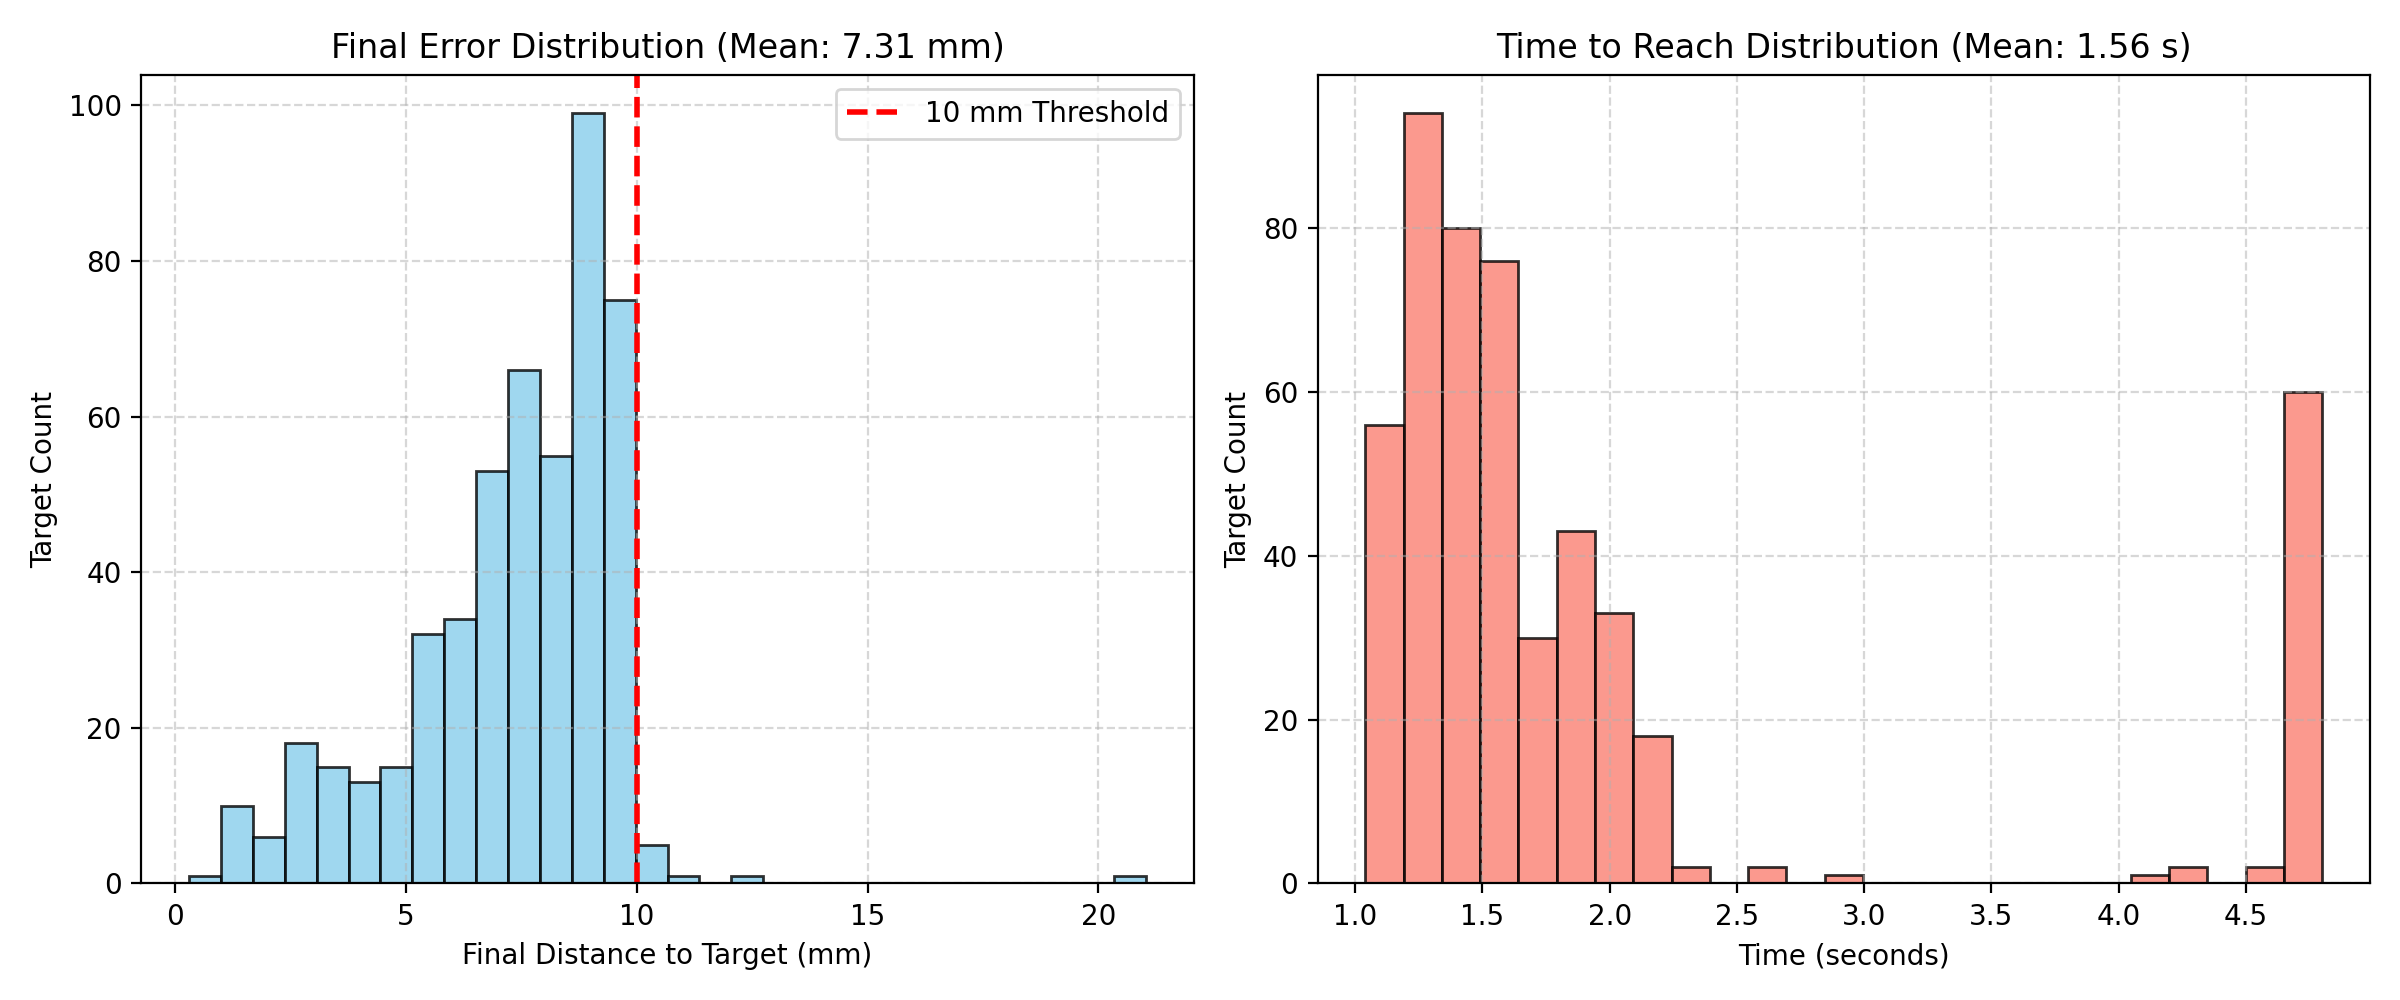 Final Error Distribution (Mean: 7.31 mm)
100
80
60
40
20
0
Target Count
10 mm Threshold
0 5 10 15 20
Final Distance to Target (mm)
Time to Reach Distribution (Mean: 1.56 s)
80
60
40
20
0
Target Count
1.0 1.5 2.0 2.5 3.0 3.5 4.0 4.5
Time (seconds)